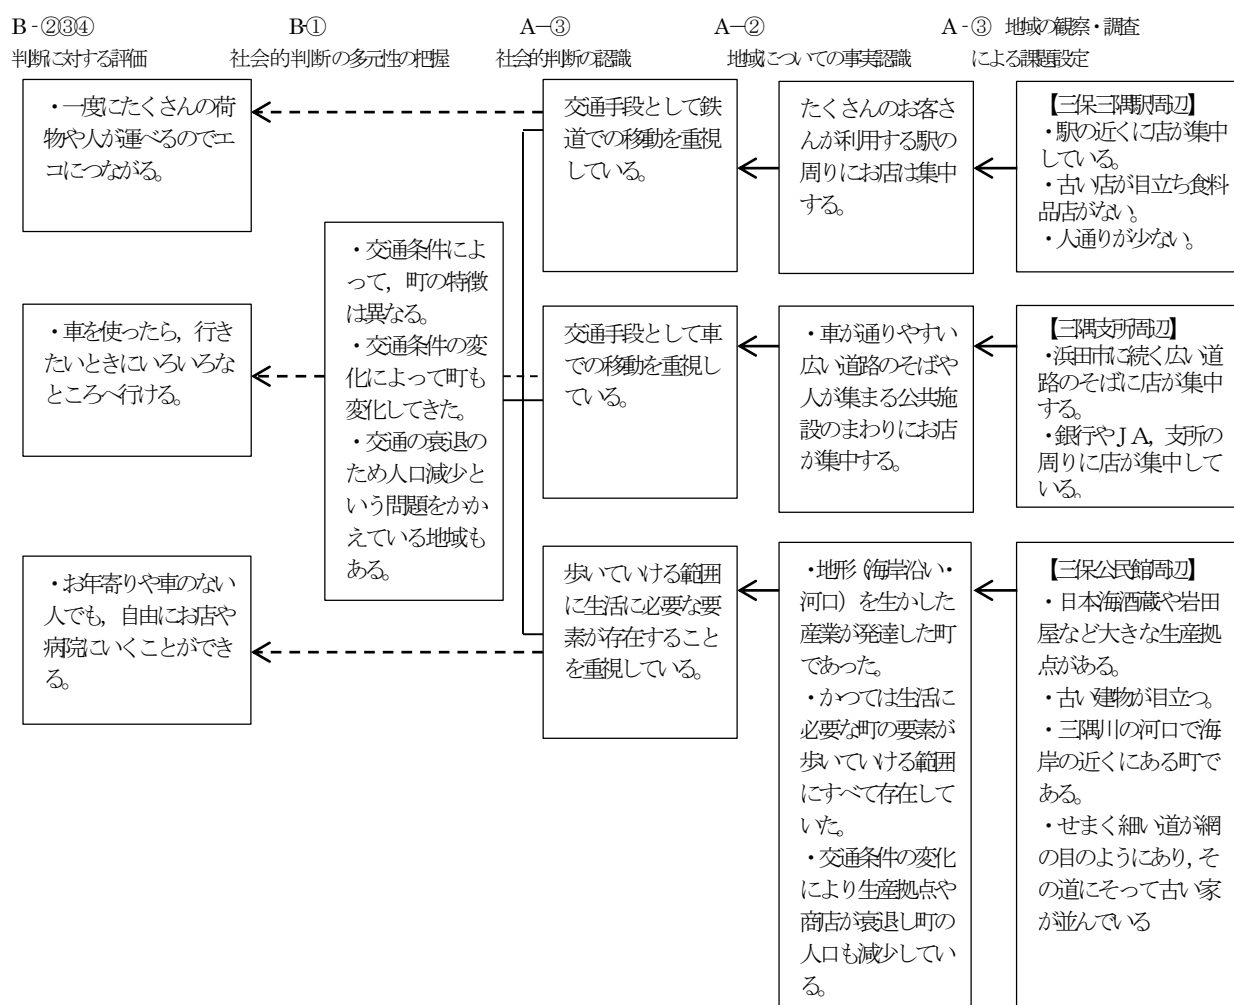 B‐②③④
判断に対する評価
B‐①
社会的判断の多元性の把握
A―③
社会的判断の認識
A―②
地域についての事実認識
A‐③ 地域の観察・調査
による課題設定
・一度にたくさんの荷
物や人が運べるのでエ
コにつながる。
・車を使ったら，行き
たいときにいろいろな
ところへ行ける。
・お年寄りや車のない
人でも，自由にお店や
病院にいくことができ
る。
・交通条件によ
って，町の特徴
は異なる。
・交通条件の変
化によって町も
変化してきた。
・交通の衰退の
ため人口減少と
いう問題をかか
えている地域も
ある。
交通手段として鉄
道での移動を重視
している。
交通手段として車
での移動を重視し
ている。
歩いていける範囲
に生活に必要な要
素が存在すること
を重視している。
たくさんのお客さ
んが利用する駅の
周りにお店は集中
する。
・車が通りやすい
広い道路のそばや
人が集まる公共施
設のまわりにお店
が集中する。
・地形（海岸沿い・
河口）を生かした
産業が発達した町
であった。
・かつては生活に
必要な町の要素が
歩いていける範囲
にすべて存在して
いた。
・交通条件の変化
により生産拠点や
商店が衰退し町の
人口も減少してい
る。
【三保三隅駅周辺】
・駅の近くに店が集中
している。
・古い店が目立ち食料
品店がない。
・人通りが少ない。
【三隅支所周辺】
・浜田市に続く広い道
路のそばに店が集中
する。
・銀行やＪＡ，支所の
周りに店が集中して
いる。
【三保公民館周辺】
・日本海酒蔵や岩田
屋など大きな生産拠
点がある。
・古い建物が目立つ。
・三隅川の河口で海
岸の近くにある町で
ある。
・せまく細い道が網
の目のようにあり，そ
の道にそって古い家
が並んでいる